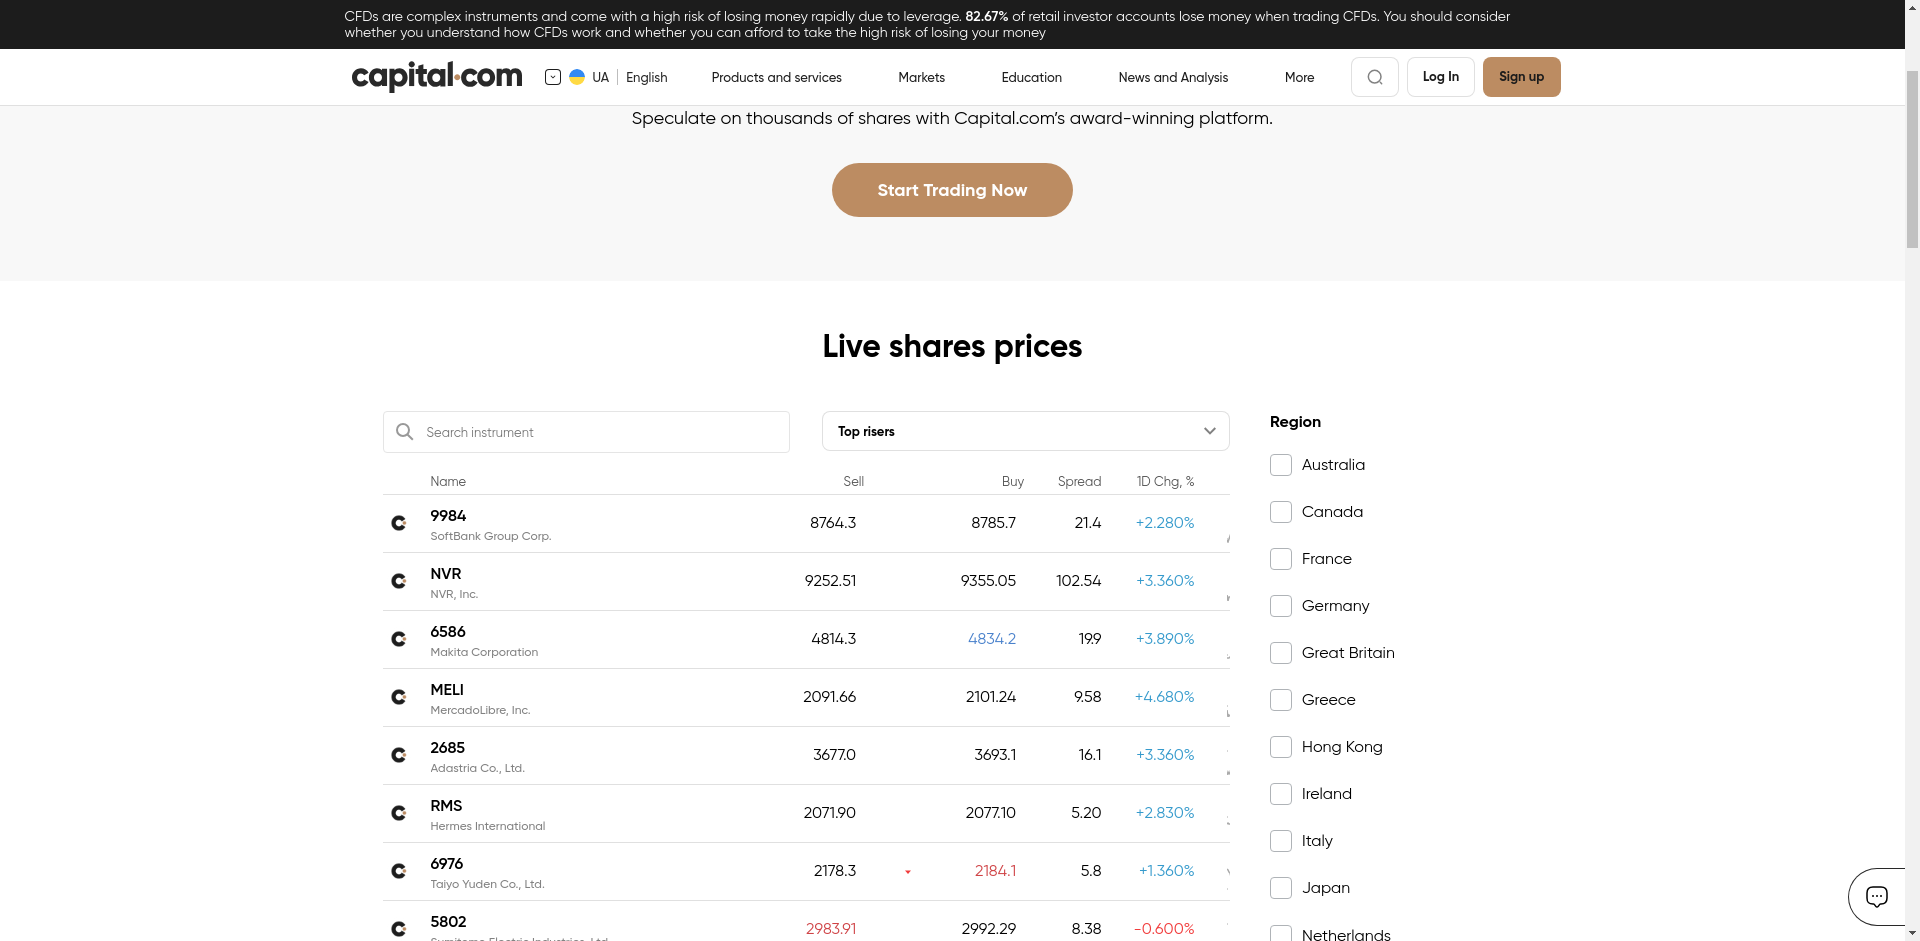 CFDs are complex instruments and come with a high risk of losing money rapidly due to leverage. 82.67% of retail investor accounts lose money when trading CFDs. You should consider
whether you understand how CFDs work and whether you can afford to take the high risk of losing your money
capital.com
UA
English
Products and services
Markets
Education
News and Analysis
More
Log In
Sign up
Speculate on thousands of shares with Capital.com’s award-winning platform.
Start Trading Now
Live shares prices
Search instrument
Top risers
Name Sell Buy Spread 1D Chg, %
9984 8764.3 8785.7 21.4 +2.280%
SoftBank Group Corp.
NVR 9252.51 9355.05 102.54 +3.360%
NVR, Inc.
6586 4814.3 4834.2 19.9 +3.890%
Makita Corporation
MELI 2091.66 2101.24 9.58 +4.680%
MercadoLibre, Inc.
2685 3677.0 3693.1 16.1 +3.360%
Adastria Co., Ltd.
RMS 2071.90 2077.10 5.20 +2.830%
Hermes International
6976 2178.3 2184.1 5.8 +1.360%
Taiyo Yuden Co., Ltd.
5802 2983.91 2992.29 8.38 -0.600%
Sumitomo Electric Industries, Ltd.
Region
Australia
Canada
France
Germany
Great Britain
Greece
Hong Kong
Ireland
Italy
Japan
Netherlands